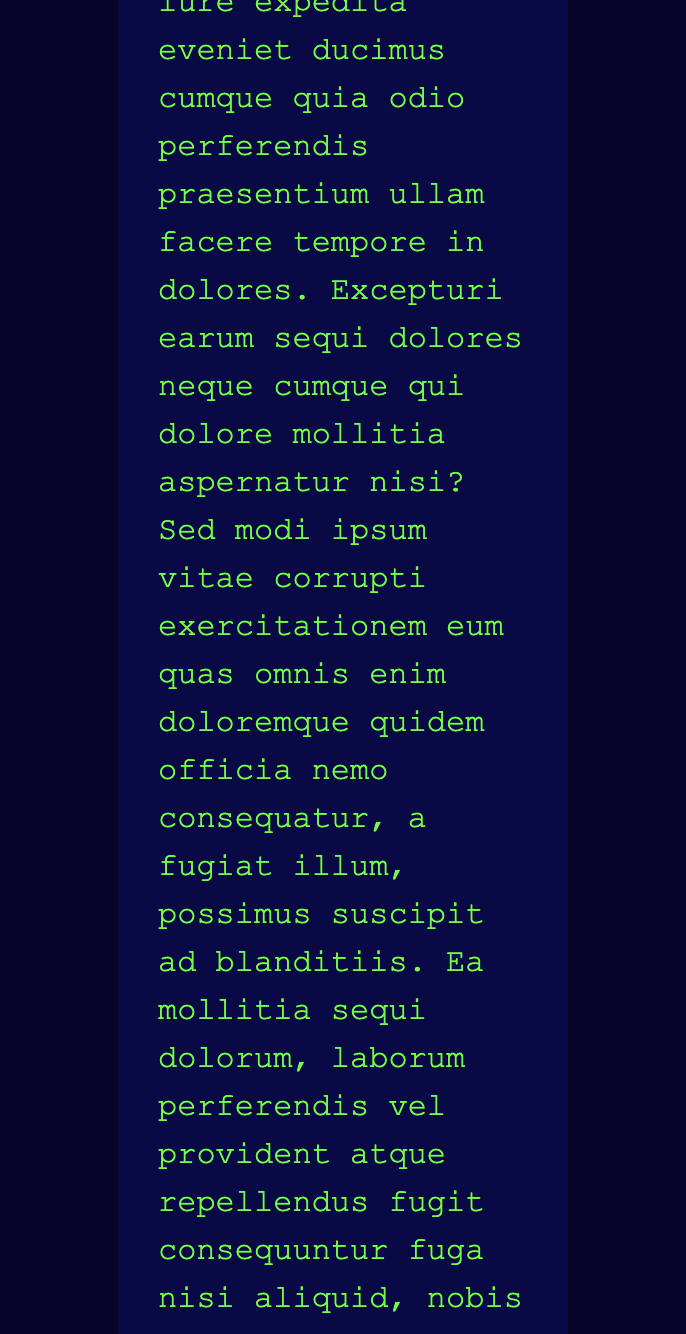 iure expedita
eveniet ducimus
cumque quia odio
perferendis
praesentium ullam
facere tempore in
dolores. Excepturi
earum sequi dolores
neque cumque qui
dolore mollitia
aspernatur nisi?
Sed modi ipsum
vitae corrupti
exercitationem eum
quas omnis enim
doloremque quidem
officia nemo
consequatur, a
fugiat illum,
possimus suscipit
ad blanditiis. Ea
mollitia sequi
dolorum, laborum
perferendis vel
provident atque
repellendus fugit
consequuntur fuga
nisi aliquid, nobis